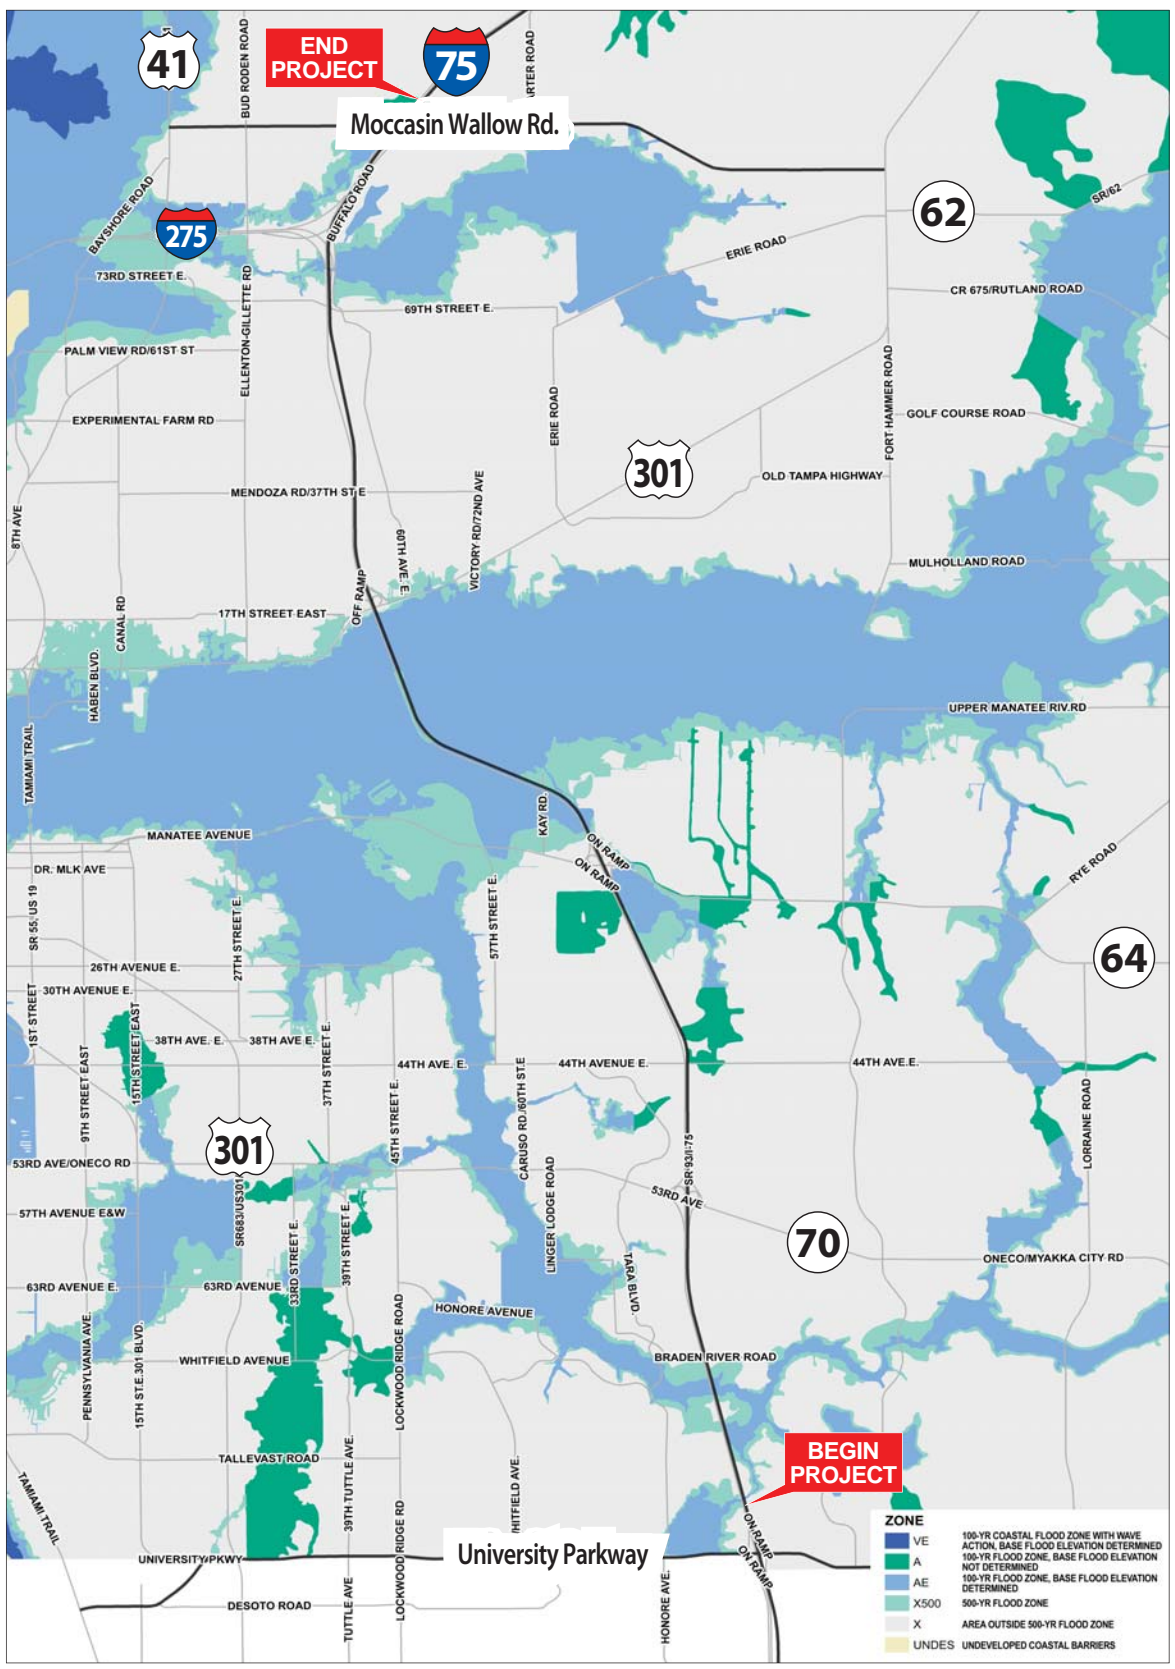 41
BUD RODEN ROAD
END
PROJECT
75
ARTER ROAD
Moccasin Wallow Rd.
BAYSHORE ROAD
275
BUFFALO ROAD
62
SR/62
ERIE ROAD
73RD STREET E.
ELLENTON-GILLETTE RD
69TH STREET E.
CR 675/RUTLAND ROAD
PALM VIEW RD/61ST ST
EXPERIMENTAL FARM RD
ERIE ROAD
FORT HAMMER ROAD
GOLF COURSE ROAD
301
OLD TAMPA HIGHWAY
MENDOZA RD/37TH ST E
VICTORY RD/72ND AVE
8TH AVE
60TH AVE. E.
OFF RAMP
MULHOLLAND ROAD
17TH STREET EAST
CANAL RD
HABEN BLVD.
TAMIAMI TRAIL
UPPER MANATEE RIV.RD
KAY RD.
MANATEE AVENUE
ON RAMP
ON RAMP
DR. MLK AVE
RYE ROAD
SR 55, US 19
27TH STREET E.
57TH STREET E.
64
26TH AVENUE E.
30TH AVENUE E.
1ST STREET
15TH STREET EAST
38TH AVE. E.
38TH AVE E.
37TH STREET E.
9TH STREET EAST
44TH AVE. E.
44TH AVENUE E.
44TH AVE.E.
45TH STREET E.
CARUSO RD./60TH ST.E
LORRAINE ROAD
301
SR 93/I-75
53RD AVE/ONECO RD
LINGER LODGE ROAD
53RD AVE
57TH AVENUE E&W
SR683/US301/
33RD STREET E.
39TH STREET E.
70
ONECO/MYAKKA CITY RD
TARA BLVD.
63RD AVENUE E.
63RD AVENUE
HONORE AVENUE
PENNSYLVANIA AVE.
15TH ST.E.301 BLVD.
WHITFIELD AVENUE
LOCKWOOD RIDGE ROAD
BRADEN RIVER ROAD
TALLEVAST ROAD
39TH TUTTLE AVE.
BEGIN
PROJECT
TAMIAMI TRAIL
LOCKWOOD RIDGE RD
WHITFIELD AVE.
ON RAMP
ON RAMP
University Parkway
UNIVERSITY PKWY
DESOTO ROAD
TUTTLE AVE
HONORE AVE.
ZONE
VE 100-YR COASTAL FLOOD ZONE WITH WAVE
ACTION, BASE FLOOD ELEVATION DETERMINED
A 100-YR FLOOD ZONE, BASE FLOOD ELEVATION
NOT DETERMINED
AE 100-YR FLOOD ZONE, BASE FLOOD ELEVATION
DETERMINED
X500 500-YR FLOOD ZONE
X AREA OUTSIDE 500-YR FLOOD ZONE
UNDES UNDEVELOPED COASTAL BARRIERS